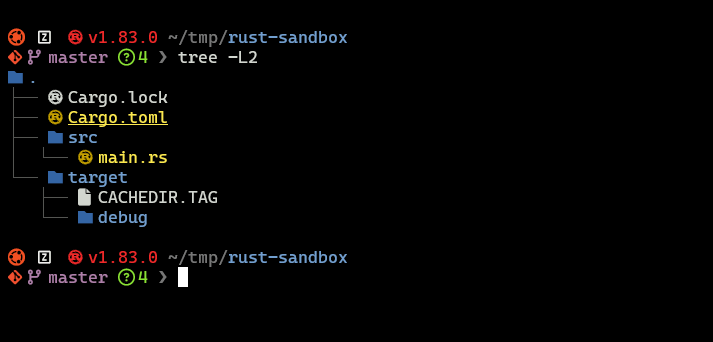 Z v1.83.0 ~/tmp/rust-sandbox
master ?4 ❯ tree -L2
.
├── Cargo.lock
├── Cargo.toml
├── src
│   └── main.rs
└── target
    ├── CACHEDIR.TAG
    └── debug
Z v1.83.0 ~/tmp/rust-sandbox
master ?4 ❯